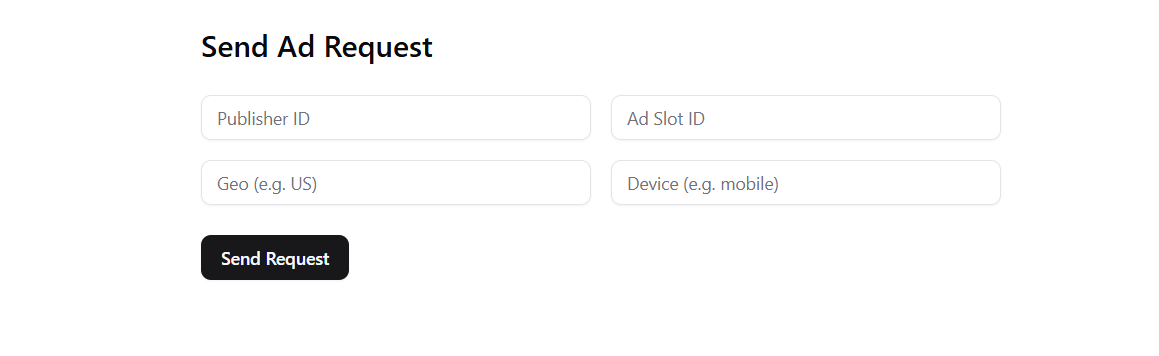 Send Ad Request
Publisher ID
Ad Slot ID
Geo (e.g. US)
Device (e.g. mobile)
Send Request